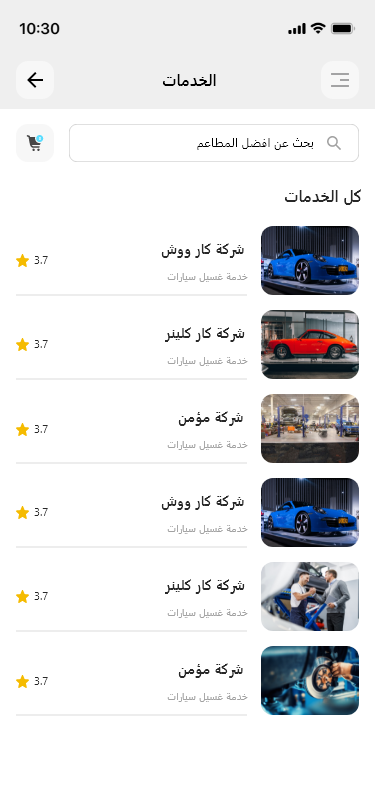 10:30
الخدمات
بحث عن افضل المطاعم
كل الخدمات
شركة كار ووش
3.7
خدمة غسيل سيارات
شركة كار كلينر
3.7
خدمة غسيل سيارات
شركة مؤمن
3.7
خدمة غسيل سيارات
شركة كار ووش
3.7
خدمة غسيل سيارات
شركة كار كلينر
3.7
خدمة غسيل سيارات
شركة مؤمن
3.7
خدمة غسيل سيارات